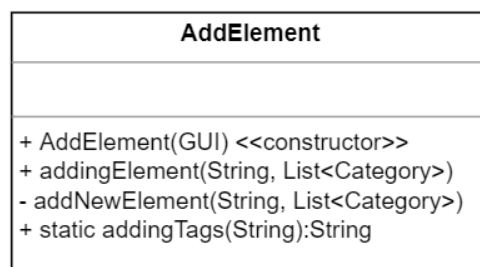 AddElement
+ AddElement(GUI) <<constructor>>
+ addingElement(String, List<Category>)
- addNewElement(String, List<Category>)
+ static addingTags(String):String